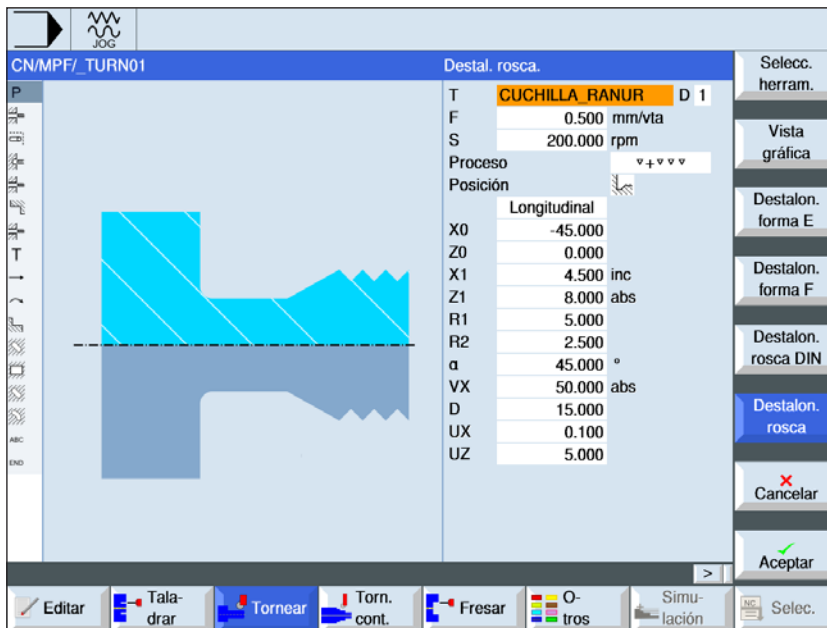 JOG
CN/MPF/_TURN01
Destal. rosca.
P
T
ABC
END
T CUCHILLA_RANUR D 1
F 0.500 mm/vta
S 200.000 rpm
Proceso ▿+▿▿▿
Posición
Longitudinal
X0 -45.000
Z0 0.000
X1 4.500 inc
Z1 8.000 abs
R1 5.000
R2 2.500
α 45.000 °
VX 50.000 abs
D 15.000
UX 0.100
UZ 5.000
Selecc.
herram.
Vista
gráfica
Destalon.
forma E
Destalon.
forma F
Destalon.
rosca DIN
Destalon.
rosca
Cancelar
Aceptar
>
Editar
Tala-
drar
Tornear
Torn.
cont.
Fresar
O-
tros
Simu-
lación
NC
Selec.